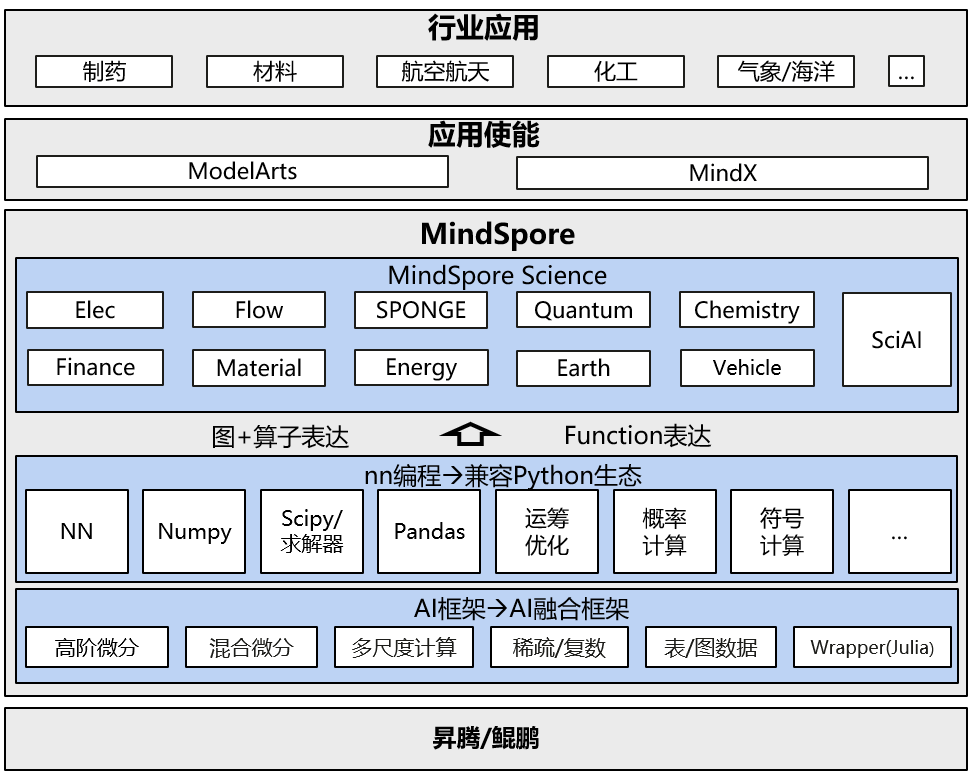 行业应用
制药 材料 航空航天 化工 气象/海洋 ...
应用使能
ModelArts MindX
MindSpore
MindSpore Science
Elec Flow SPONGE Quantum Chemistry
SciAI
Finance Material Energy Earth Vehicle
图+算子表达 Function表达
nn编程→兼容Python生态
NN Numpy Scipy/求解器 Pandas 运筹优化 概率计算 符号计算 ...
AI框架→AI融合框架
高阶微分 混合微分 多尺度计算 稀疏/复数 表/图数据 Wrapper(Julia)
昇腾/鲲鹏